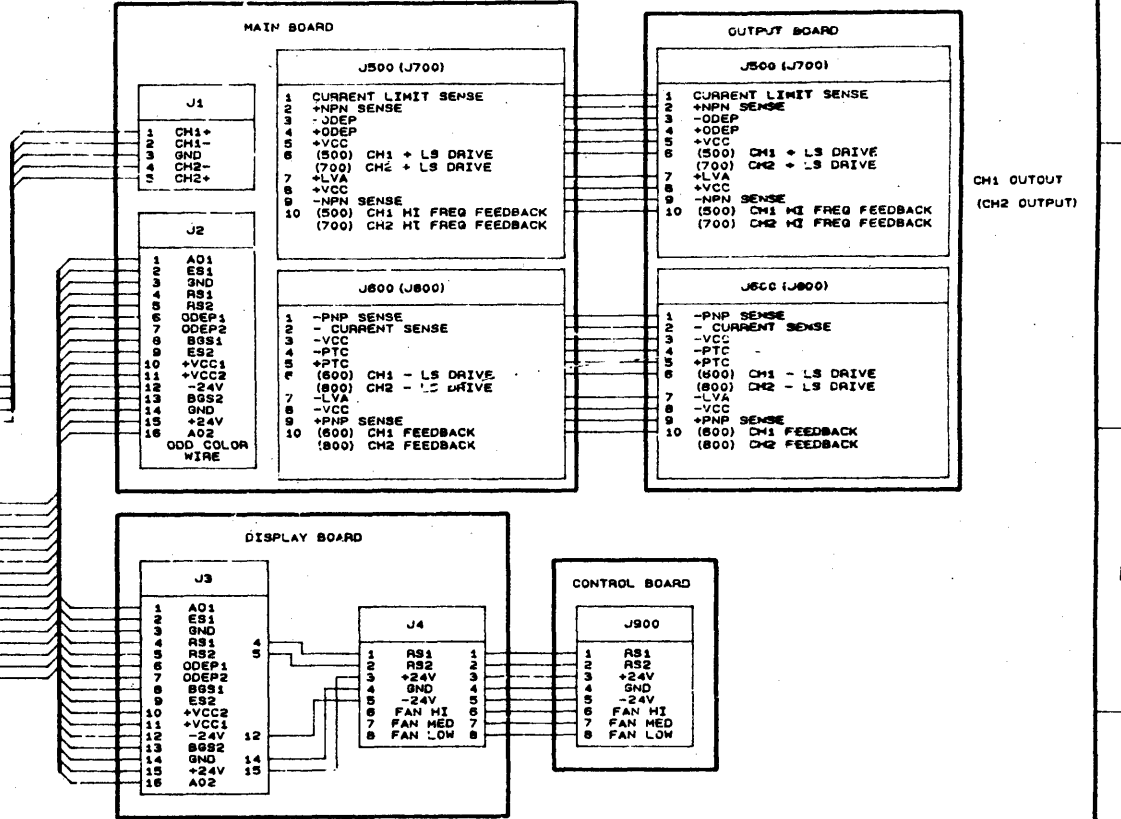 MAIN BOARD
J1
1 CH1+
2 CH1-
3 GND
4 CH2-
5 CH2+
J2
1 AO1
2 ES1
3 GND
4 RS1
5 RS2
6 ODEP1
7 ODEP2
8 BGS1
9 ES2
10 +VCC1
11 +VCC2
12 -24V
13 BGS2
14 GND
15 +24V
16 AO2
ODD COLOR
WIRE
J500 (J700)
1 CURRENT LIMIT SENSE
2 +NPN SENSE
3 -ODEP
4 +ODEP
5 +VCC
6 (500) CH1 + LS DRIVE
(700) CH2 + LS DRIVE
7 +LVA
8 +VCC
9 -NPN SENSE
10 (500) CH1 HI FREQ FEEDBACK
(700) CH2 HI FREQ FEEDBACK
J600 (J800)
1 -PNP SENSE
2 - CURRENT SENSE
3 -VCC
4 -PTC
5 +PTC
6 (600) CH1 - LS DRIVE
(800) CH2 - LS DRIVE
7 -LVA
8 -VCC
9 +PNP SENSE
10 (600) CH1 FEEDBACK
(800) CH2 FEEDBACK
OUTPUT BOARD
J500 (J700)
1 CURRENT LIMIT SENSE
2 +NPN SENSE
3 -ODEP
4 +ODEP
5 +VCC
6 (500) CH1 + LS DRIVE
(700) CH2 + LS DRIVE
7 +LVA
8 +VCC
9 -NPN SENSE
10 (500) CH1 HI FREQ FEEDBACK
(700) CH2 HI FREQ FEEDBACK
J600 (J800)
1 -PNP SENSE
2 - CURRENT SENSE
3 -VCC
4 -PTC
5 +PTC
6 (600) CH1 - LS DRIVE
(800) CH2 - LS DRIVE
7 -LVA
8 -VCC
9 +PNP SENSE
10 (600) CH1 FEEDBACK
(800) CH2 FEEDBACK
CH1 OUTOUT
(CH2 OUTPUT)
DISPLAY BOARD
J3
1 AO1
2 ES1
3 GND
4 RS1 4
5 RS2 5
6 ODEP1
7 ODEP2
8 BGS1
9 ES2
10 +VCC2
11 +VCC1
12 -24V 12
13 BGS2
14 GND 14
15 +24V 15
16 AO2
J4
1 RS1 1
2 RS2 2
3 +24V 3
4 GND 4
5 -24V 5
6 FAN HI 6
7 FAN MED 7
8 FAN LOW 8
CONTROL BOARD
J900
1 RS1
2 RS2
3 +24V
4 GND
5 -24V
6 FAN HI
7 FAN MED
8 FAN LOW